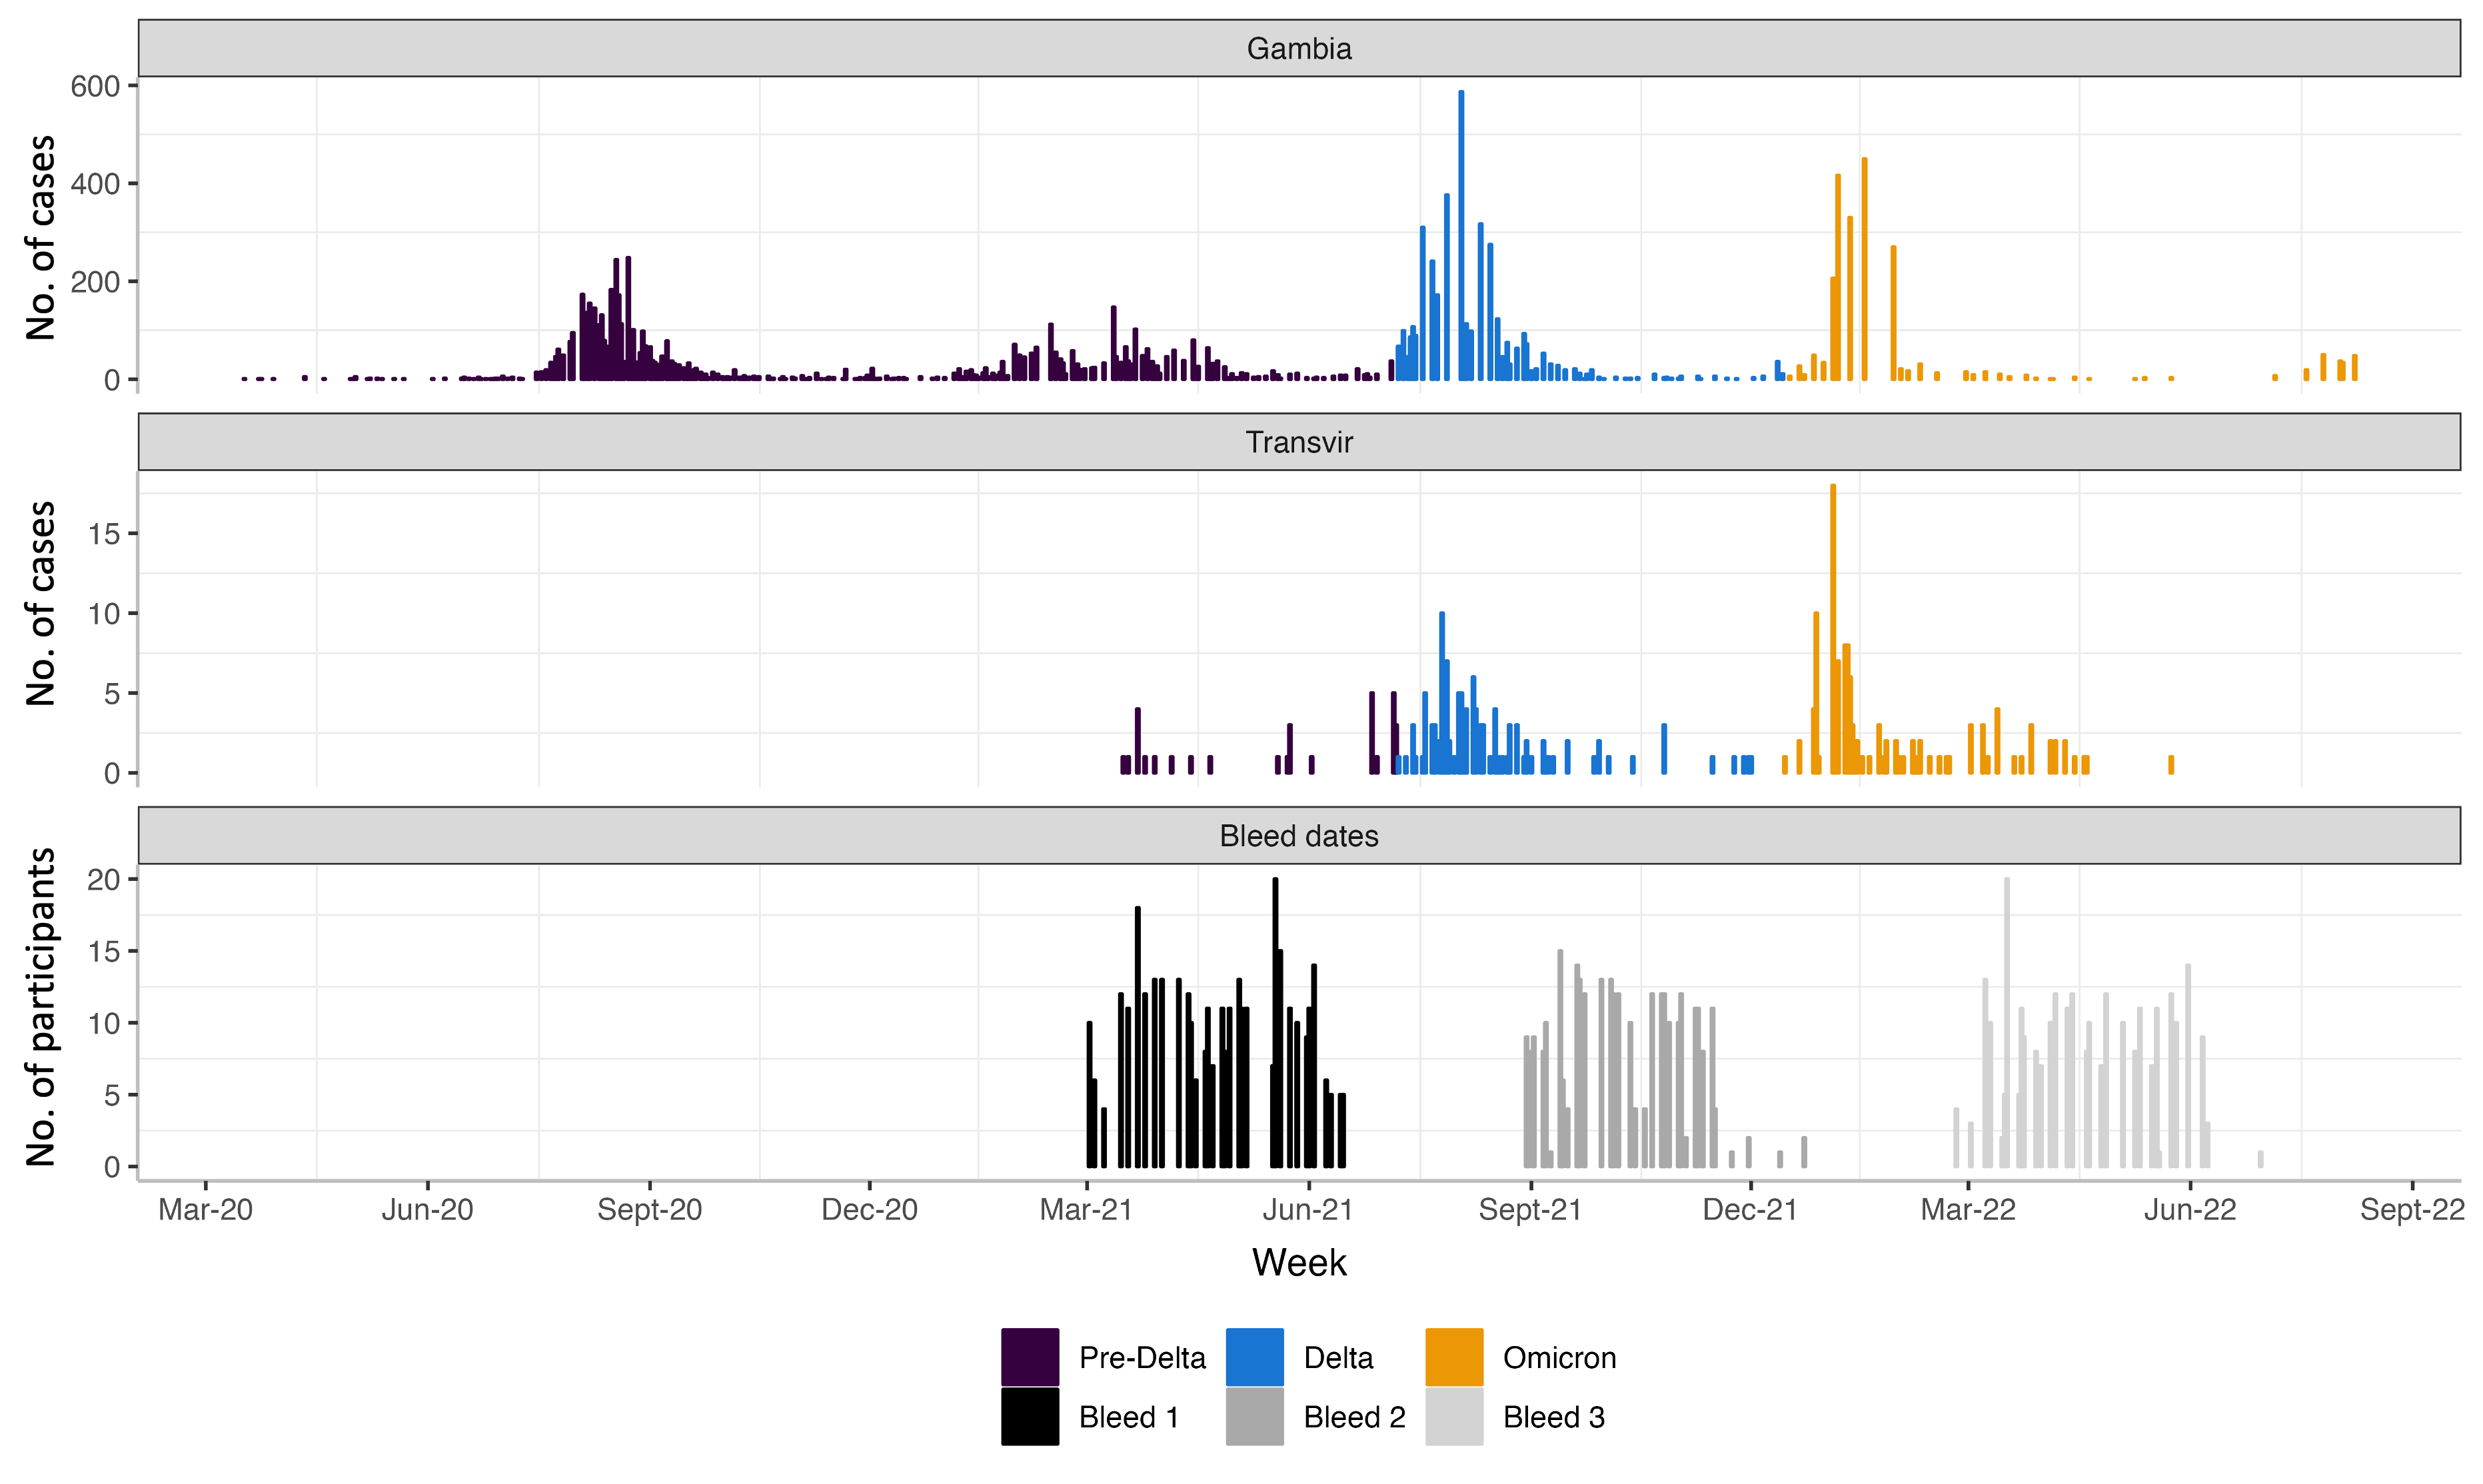 Gambia
No. of cases
600
400
200
0
Transvir
No. of cases
15
10
5
0
Bleed dates
No. of participants
20
15
10
5
0
Mar-20 Jun-20 Sept-20 Dec-20 Mar-21 Jun-21 Sept-21 Dec-21 Mar-22 Jun-22 Sept-22
Week
Pre-Delta Delta Omicron
Bleed 1 Bleed 2 Bleed 3